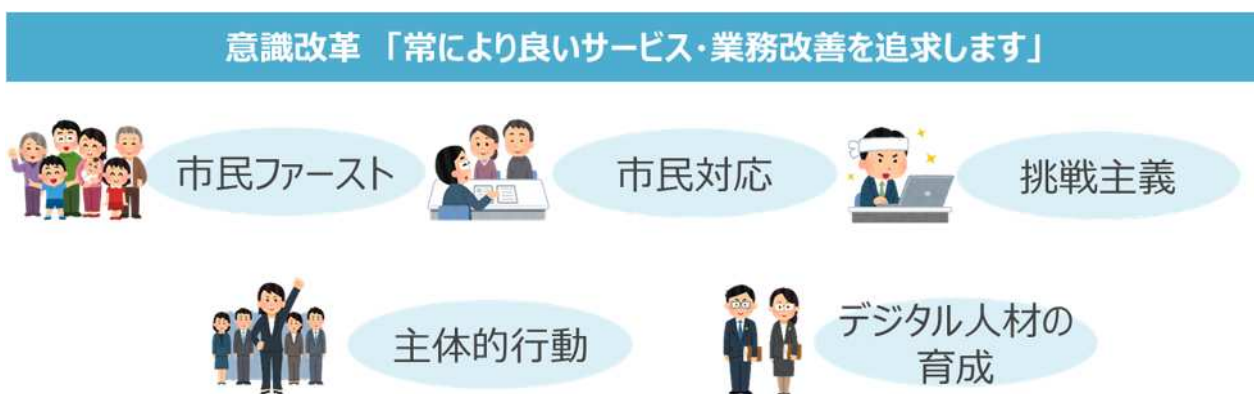 意識改革 「常により良いサービス・業務改善を追求します」
市民ファースト
市民対応
挑戦主義
主体的行動
デジタル人材の
育成